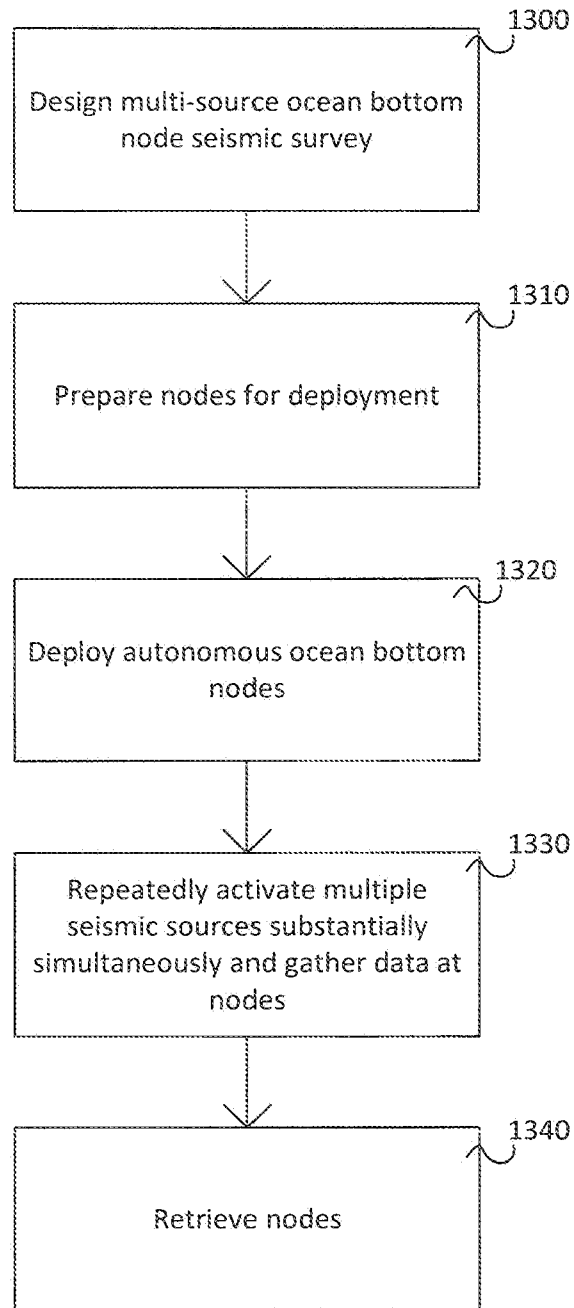 1300
Design multi-source ocean bottom
node seismic survey
1310
Prepare nodes for deployment
1320
Deploy autonomous ocean bottom
nodes
1330
Repeatedly activate multiple
seismic sources substantially
simultaneously and gather data at
nodes
1340
Retrieve nodes